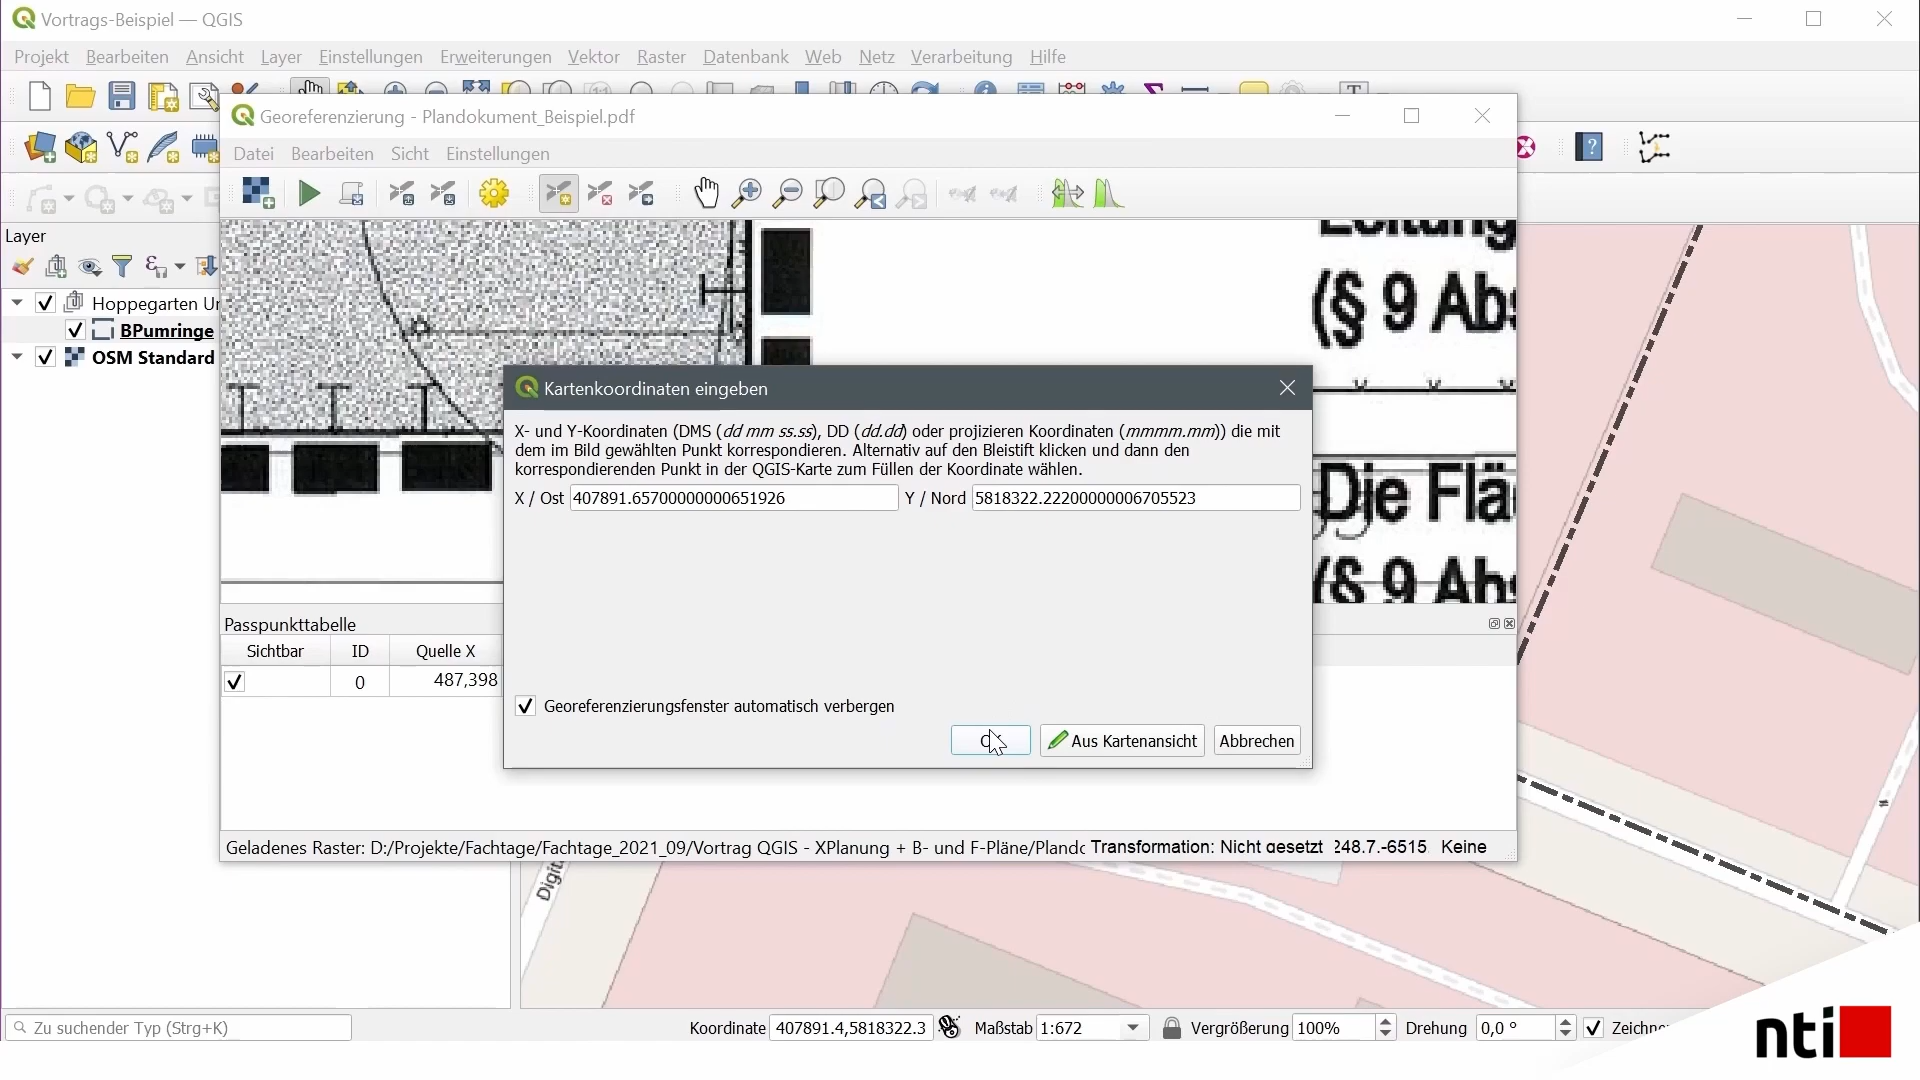 Vortrags-Beispiel — QGIS
Projekt Bearbeiten Ansicht Layer Einstellungen Erweiterungen Vektor Raster Datenbank Web Netz Verarbeitung Hilfe
Georeferenzierung - Plandokument_Beispiel.pdf
Datei Bearbeiten Sicht Einstellungen
Layer
Hoppegarten
BPumringe
OSM Standard
(§ 9 Abs
Kartenkoordinaten eingeben
X- und Y-Koordinaten (DMS (dd mm ss.ss), DD (dd.dd) oder projizieren Koordinaten (mmmm.mm)) die mit
dem im Bild gewählten Punkt korrespondieren. Alternativ auf den Bleistift klicken und dann den
korrespondierenden Punkt in der QGIS-Karte zum Füllen der Koordinate wählen.
X / Ost 407891.65700000000651926 Y / Nord 5818322.22200000006705523
Die Flä
(§ 9 Abs
Passpunkttabelle
Sichtbar ID Quelle X
0 487,398
Georeferenzierungsfenster automatisch verbergen
Aus Kartenansicht Abbrechen
Geladenes Raster: D:/Projekte/Fachtage/Fachtage_2021_09/Vortrag QGIS - XPlanung + B- und F-Pläne/Plandc Transformation: Nicht gesetzt 248.7,-6515 Keine
Digit
Zu suchender Typ (Strg+K) Koordinate 407891.4,5818322.3 Maßstab 1:672 Vergrößerung 100% Drehung 0,0 °
nti